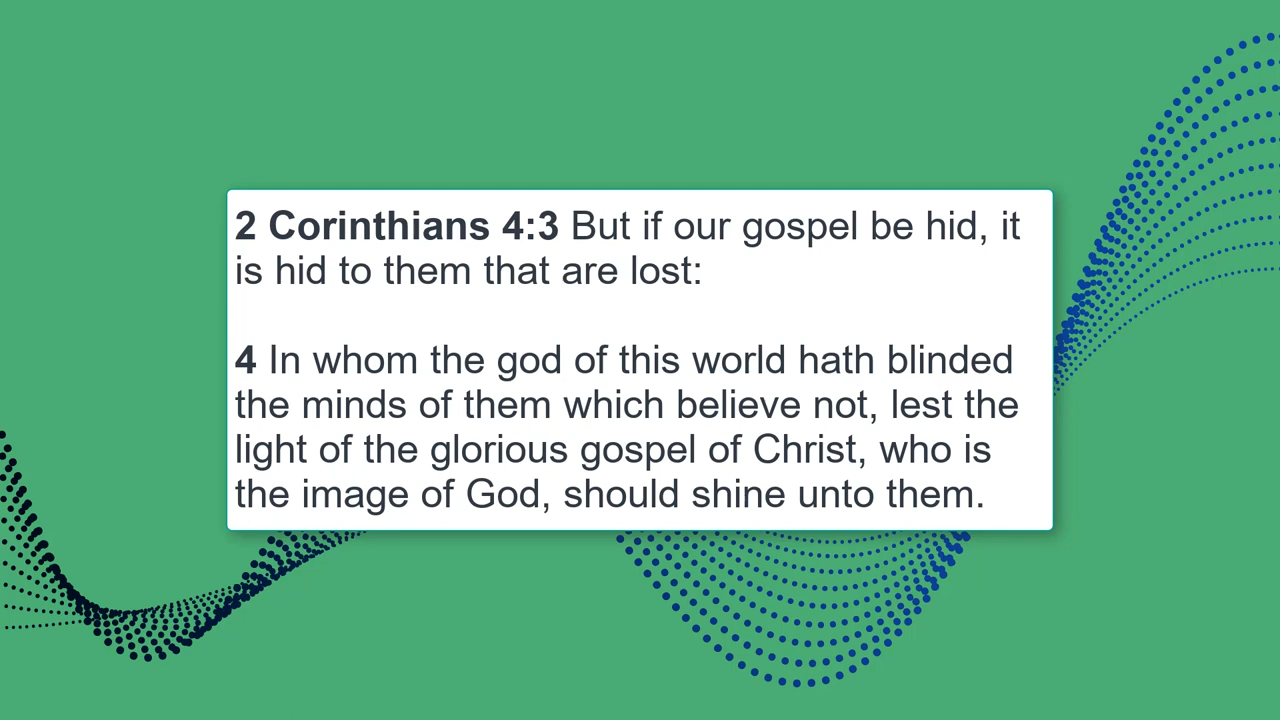 2 Corinthians 4:3 But if our gospel be hid, it
is hid to them that are lost:
4 In whom the god of this world hath blinded
the minds of them which believe not, lest the
light of the glorious gospel of Christ, who is
the image of God, should shine unto them.